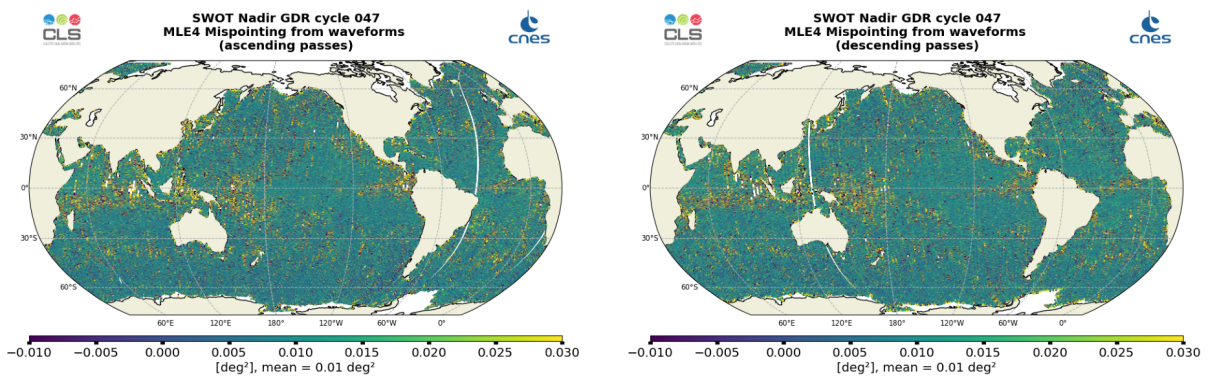 CLS
SWOT Nadir GDR cycle 047
MLE4 Mispointing from waveforms
(ascending passes)
cnes
60°N
30°N
0°
30°S
60°S
60°E 120°E 180° 120°W 60°W 0°
−0.010 −0.005 0.000 0.005 0.010 0.015 0.020 0.025 0.030
[deg²], mean = 0.01 deg²
CLS
SWOT Nadir GDR cycle 047
MLE4 Mispointing from waveforms
(descending passes)
cnes
60°N
30°N
0°
30°S
60°S
60°E 120°E 180° 120°W 60°W 0°
−0.010 −0.005 0.000 0.005 0.010 0.015 0.020 0.025 0.030
[deg²], mean = 0.01 deg²